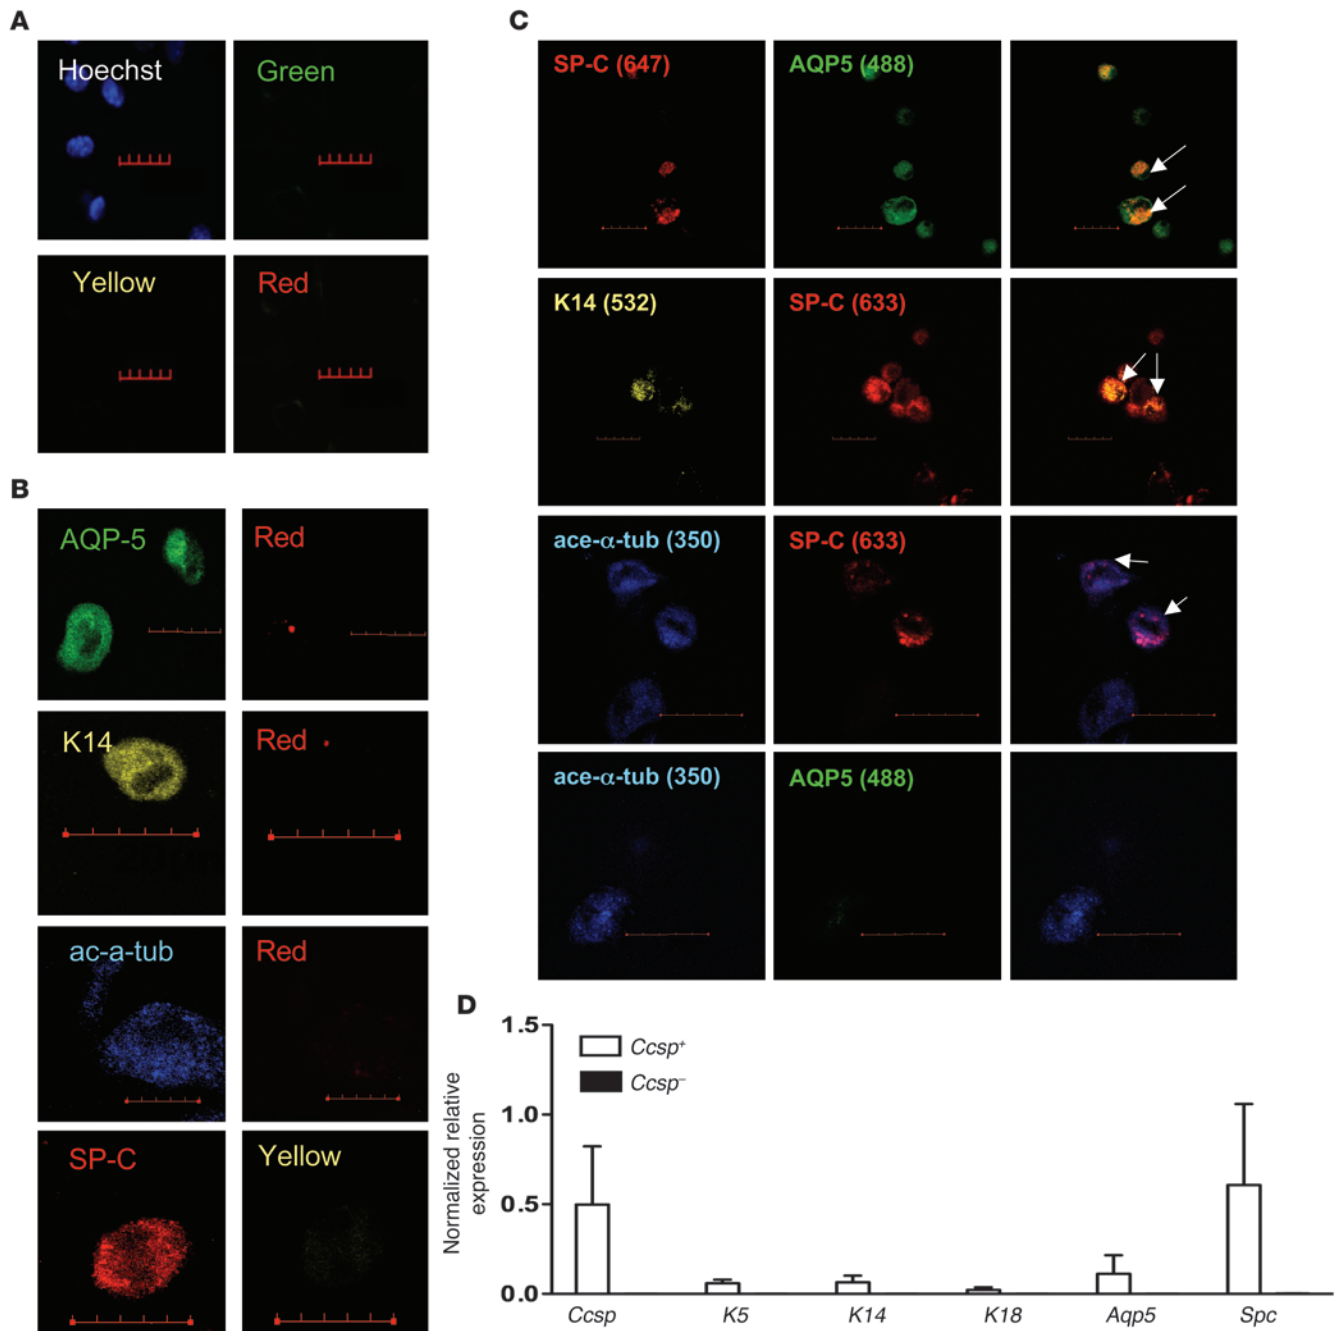 A
Hoechst
Green
Yellow
Red
B
AQP-5
Red
K14
Red
ac-a-tub
Red
SP-C
Yellow
C
SP-C (647)
AQP5 (488)
K14 (532)
SP-C (633)
ace-α-tub (350)
SP-C (633)
ace-α-tub (350)
AQP5 (488)
D
Normalized relative
expression
1.5
1.0
0.5
0.0
Ccsp⁺
Ccsp⁻
Ccsp
K5
K14
K18
Aqp5
Spc